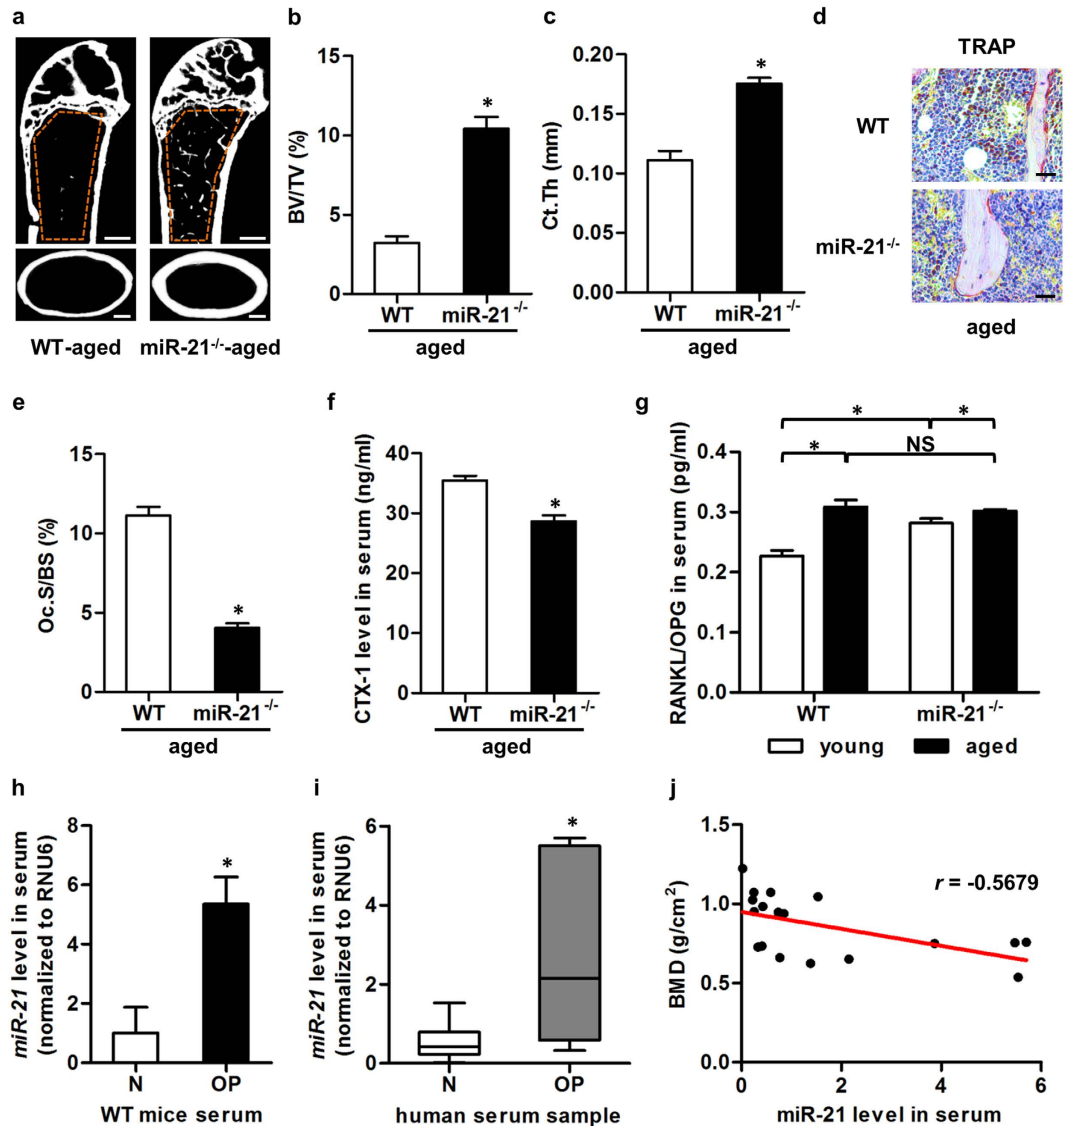 a
WT-aged
miR-21-/--aged
b
BV/TV (%)
15
10
5
0
WT
miR-21-/-
aged
*
c
Ct.Th (mm)
0.20
0.15
0.10
0.05
0.00
WT
miR-21-/-
aged
*
d
TRAP
WT
miR-21-/-
aged
e
Oc.S/BS (%)
15
10
5
0
WT
miR-21-/-
aged
*
f
CTX-1 level in serum (ng/ml)
40
30
20
10
0
WT
miR-21-/-
aged
*
g
RANKL/OPG in serum (pg/ml)
0.4
0.3
0.2
0.1
0.0
*
*
*
NS
WT
miR-21-/-
young
aged
h
miR-21 level in serum
(normalized to RNU6)
8
6
4
2
0
*
N
OP
WT mice serum
i
miR-21 level in serum
(normalized to RNU6)
6
4
2
0
*
N
OP
human serum sample
j
BMD (g/cm2)
1.5
1.0
0.5
0.0
r = -0.5679
0
2
4
6
miR-21 level in serum